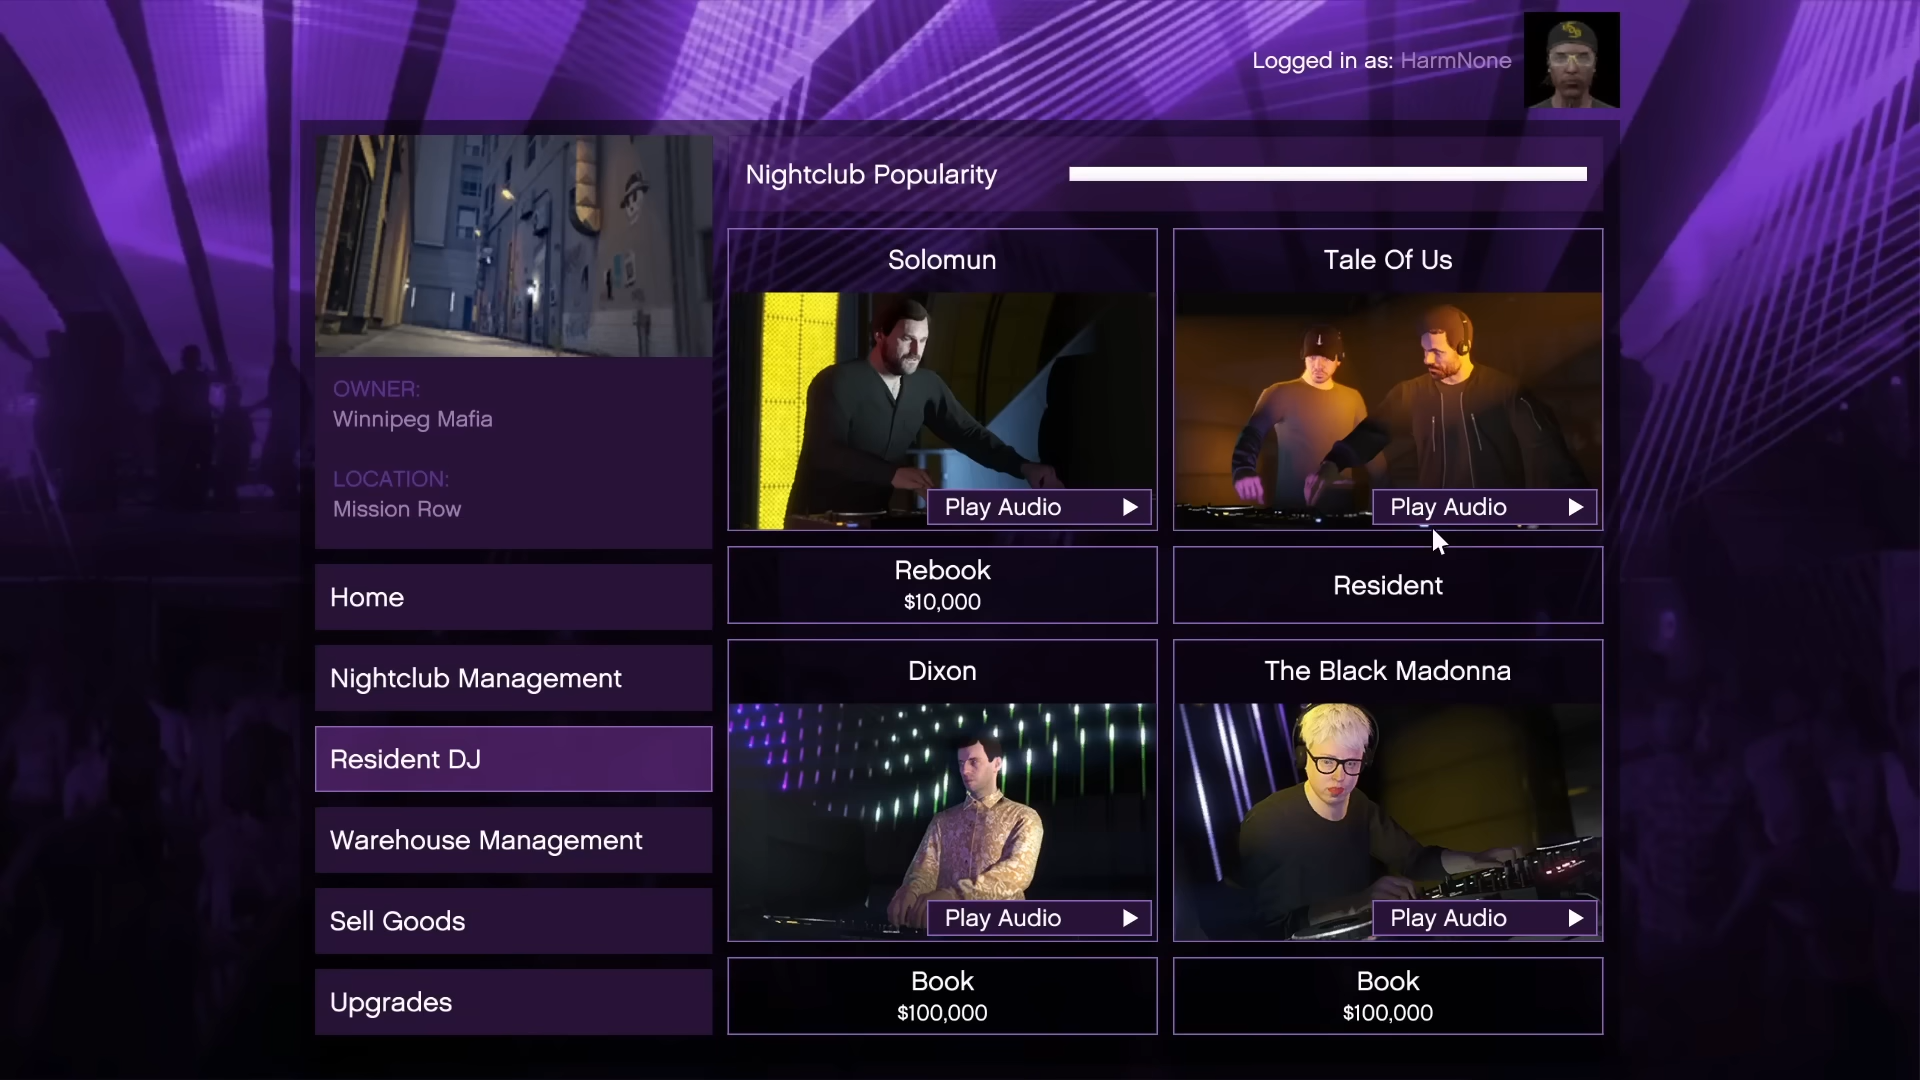 Logged in as: HarmNone
OWNER:
Winnipeg Mafia
LOCATION:
Mission Row
Home
Nightclub Management
Resident DJ
Warehouse Management
Sell Goods
Upgrades
Nightclub Popularity
Solomun
Play Audio
Rebook
$10,000
Tale Of Us
Play Audio
Resident
Dixon
Play Audio
Book
$100,000
The Black Madonna
Play Audio
Book
$100,000